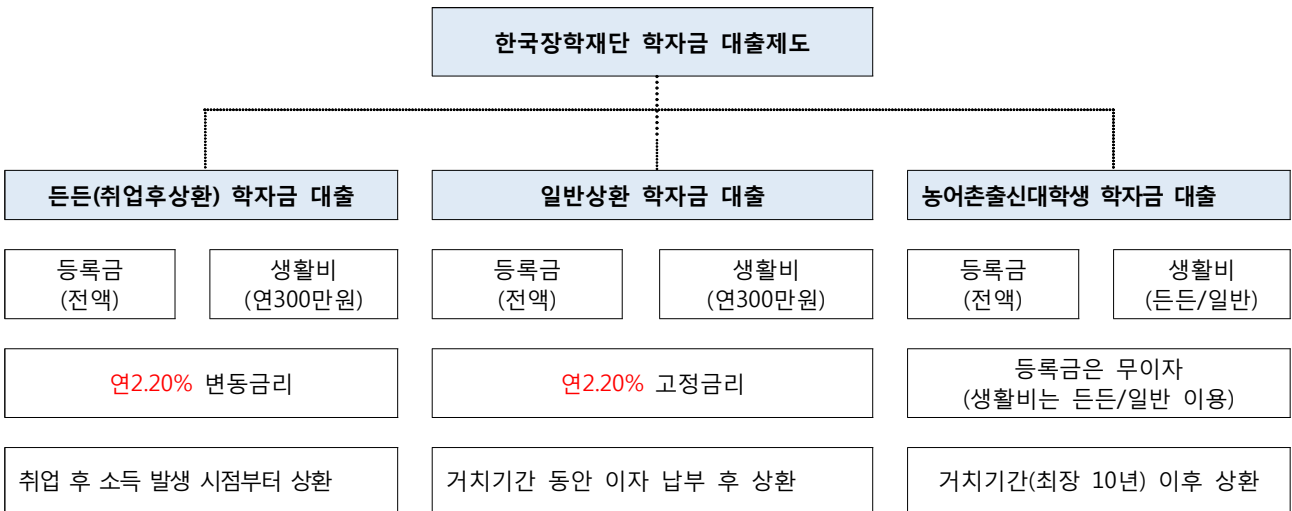 한국장학재단 학자금 대출제도
든든(취업후상환) 학자금 대출
일반상환 학자금 대출
농어촌출신대학생 학자금 대출
등록금
(전액)
생활비
(연300만원)
등록금
(전액)
생활비
(연300만원)
등록금
(전액)
생활비
(든든/일반)
연2.20% 변동금리
연2.20% 고정금리
등록금은 무이자
(생활비는 든든/일반 이용)
취업 후 소득 발생 시점부터 상환
거치기간 동안 이자 납부 후 상환
거치기간(최장 10년) 이후 상환